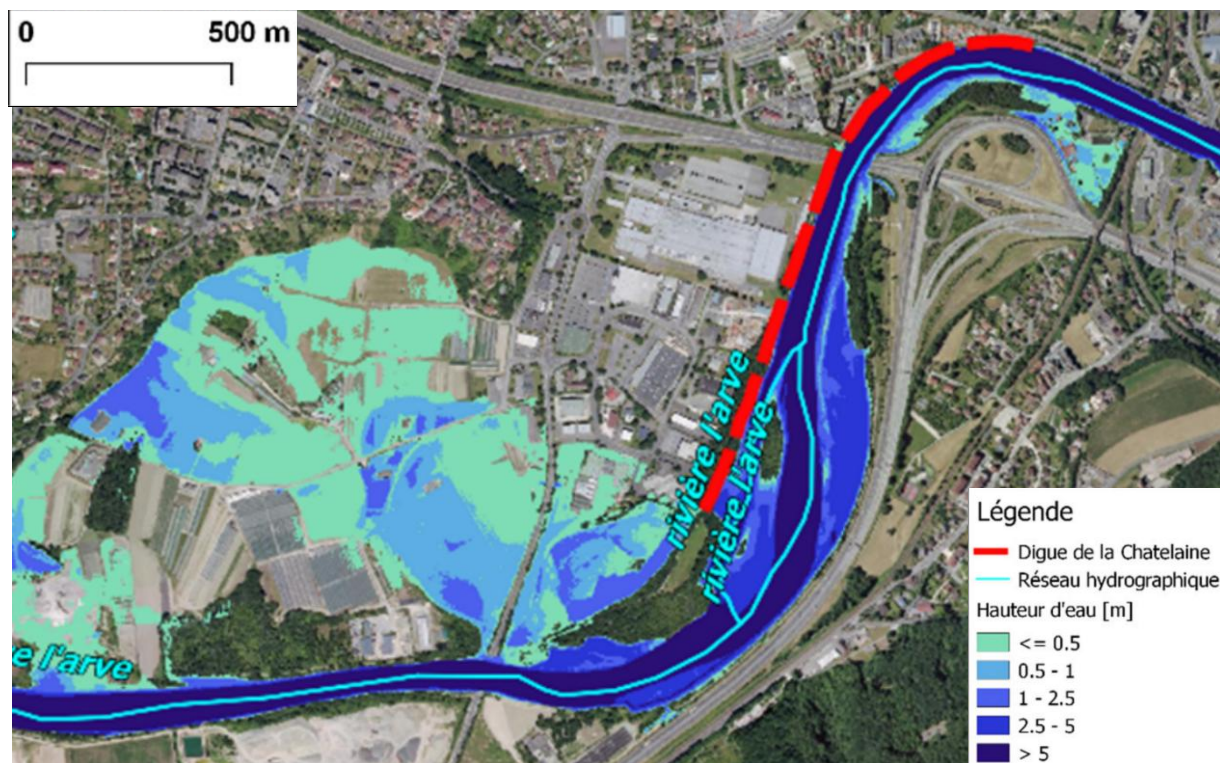 0 500 m
rivière l'arve
rivière l'arve
e l'arve
Légende
Digue de la Chatelaine
Réseau hydrographique
Hauteur d'eau [m]
<= 0.5
0.5 - 1
1 - 2.5
2.5 - 5
> 5